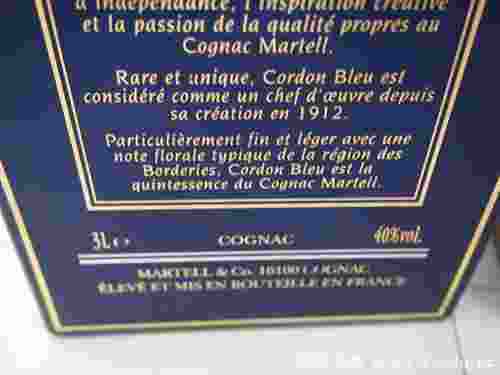 d'indépendance, l'inspiration créative
et la passion de la qualité propres au
Cognac Martell.
Rare et unique, Cordon Bleu est
considéré comme un chef d'œuvre depuis
sa création en 1912.
Particulièrement fin et léger avec une
note florale typique de la région des
Borderies, Cordon Bleu est la
quintessence du Cognac Martell.
3L e COGNAC 40%vol.
MARTELL & Co. 16100 COGNAC
ÉLEVÉ ET MIS EN BOUTEILLE EN FRANCE